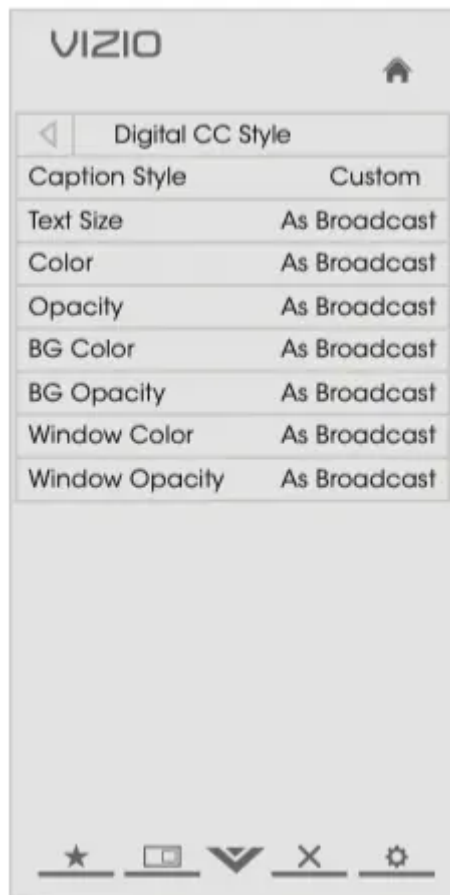 VIZIO
Digital CC Style
Caption Style Custom
Text Size As Broadcast
Color As Broadcast
Opacity As Broadcast
BG Color As Broadcast
BG Opacity As Broadcast
Window Color As Broadcast
Window Opacity As Broadcast